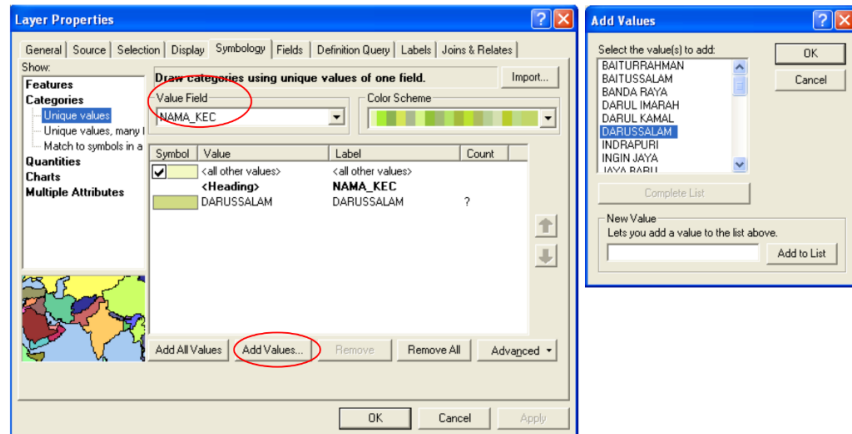 Layer Properties
General Source Selection Display Symbology Fields Definition Query Labels Joins & Relates
Show:
Features
Categories
Unique values
Unique values, many
Match to symbols in a
Quantities
Charts
Multiple Attributes
Draw categories using unique values of one field.
Import...
Value Field
NAMA_KEC
Color Scheme
Symbol Value Label Count
<all other values> <all other values>
<Heading> NAMA_KEC
DARUSSALAM DARUSSALAM ?
Add All Values Add Values... Remove Remove All Advanced
OK Cancel Apply
Add Values
Select the value(s) to add:
BAITURRAHMAN
BAITUSSALAM
BANDA RAYA
DARUL IMARAH
DARUL KAMAL
DARUSSALAM
INDRAPURI
INGIN JAYA
JAYA BARU
OK
Cancel
Complete List
New Value
Lets you add a value to the list above.
Add to List